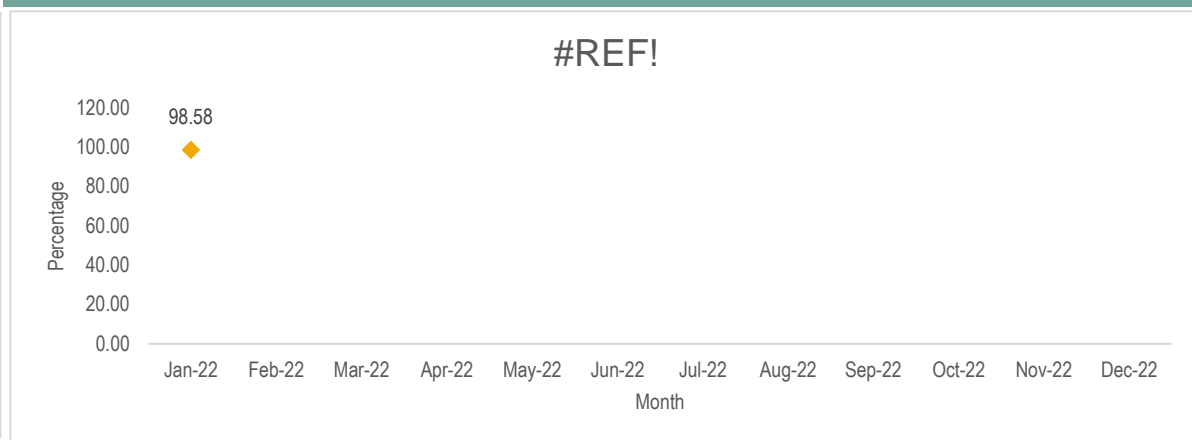 #REF!
120.00
98.58
100.00
80.00
60.00
40.00
20.00
0.00
Percentage
Jan-22 Feb-22 Mar-22 Apr-22 May-22 Jun-22 Jul-22 Aug-22 Sep-22 Oct-22 Nov-22 Dec-22
Month